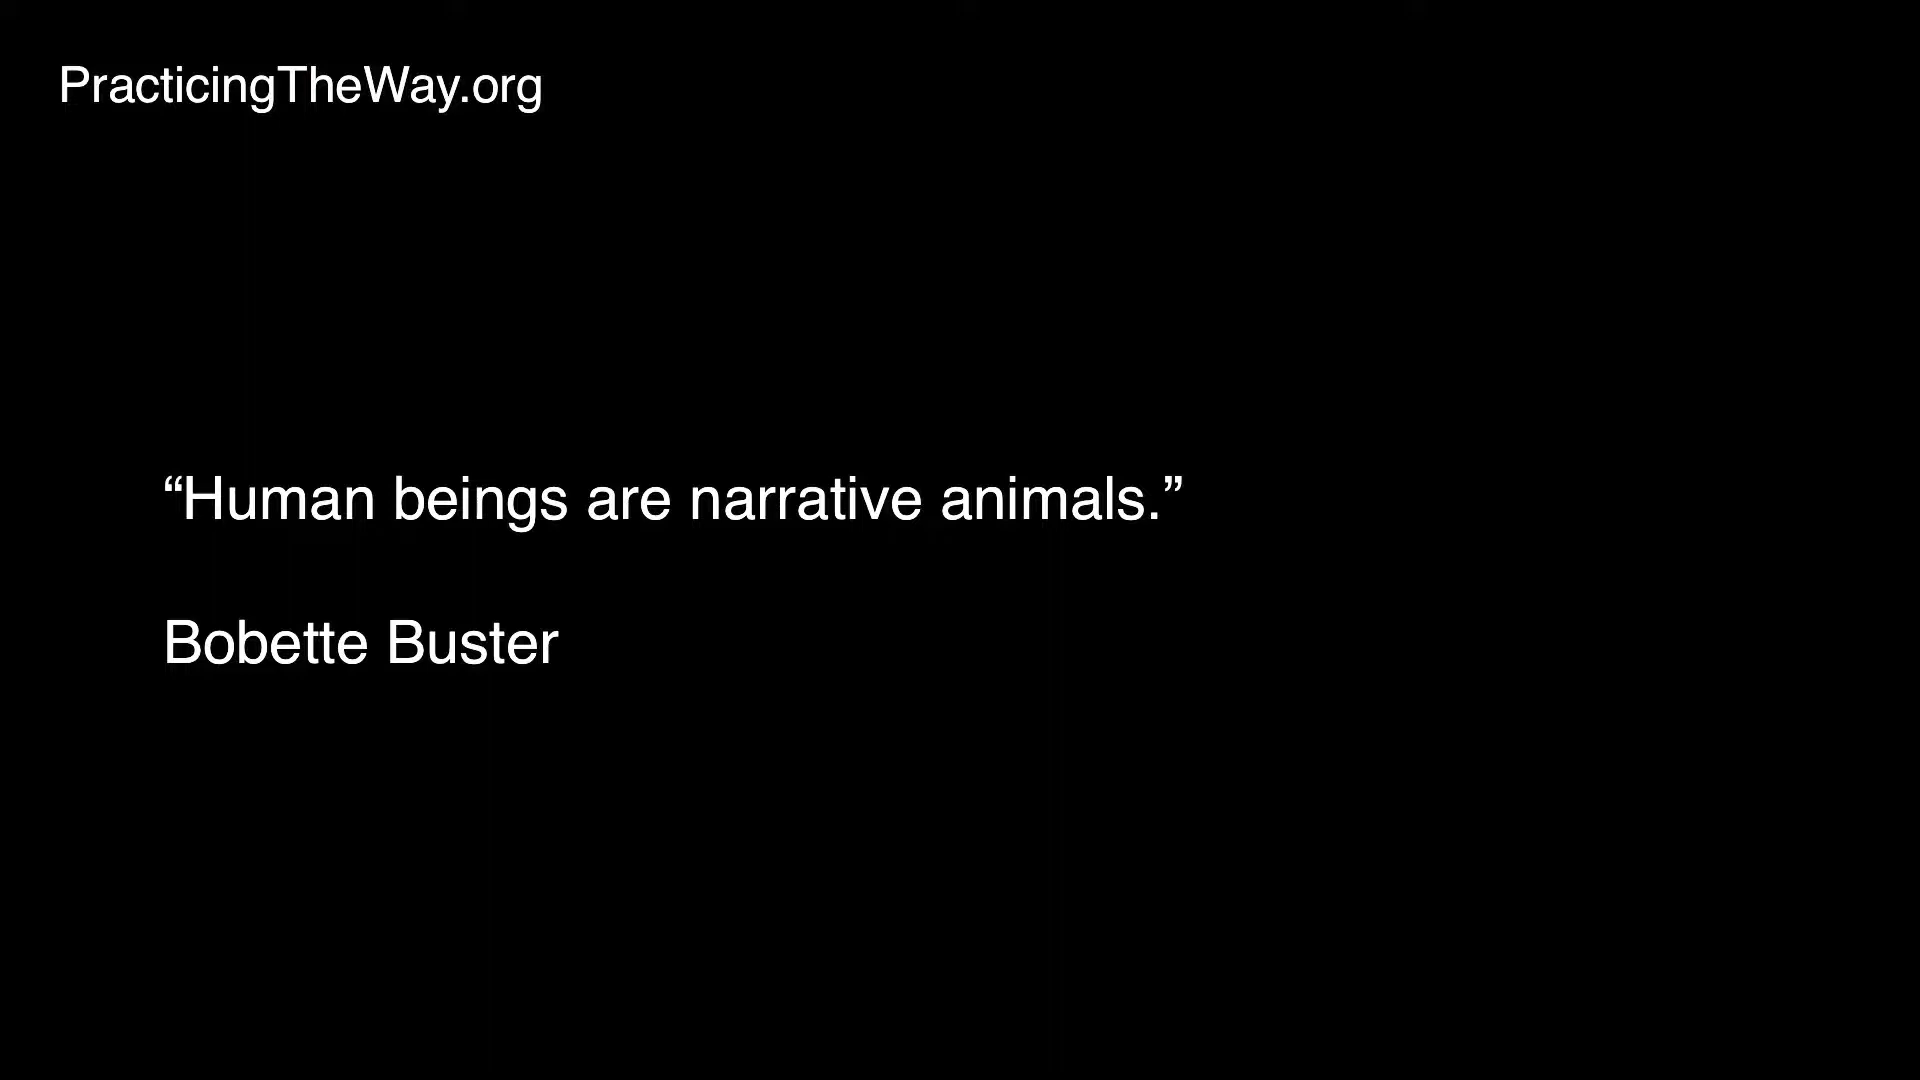 PracticingTheWay.org
“Human beings are narrative animals.”
Bobette Buster